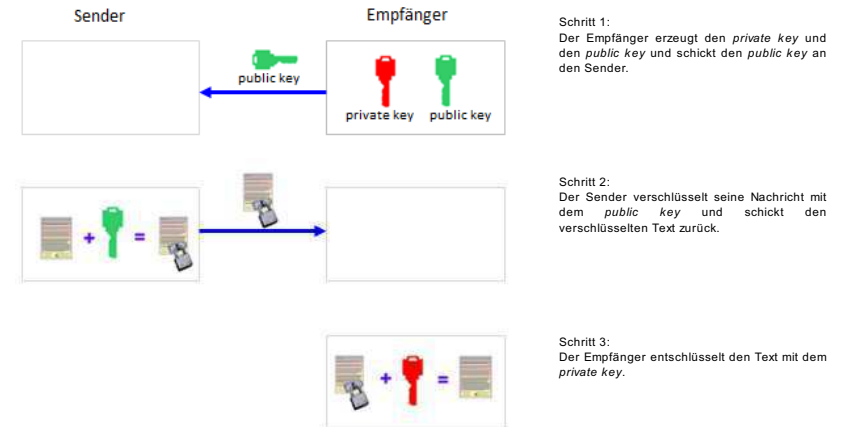 Sender
Empfänger
public key
private key
public key
Schritt 1:
Der Empfänger erzeugt den private key und
den public key und schickt den public key an
den Sender.
Schritt 2:
Der Sender verschlüsselt seine Nachricht mit
dem public key und schickt den
verschlüsselten Text zurück.
+
=
Schritt 3:
Der Empfänger entschlüsselt den Text mit dem
private key.
+
=